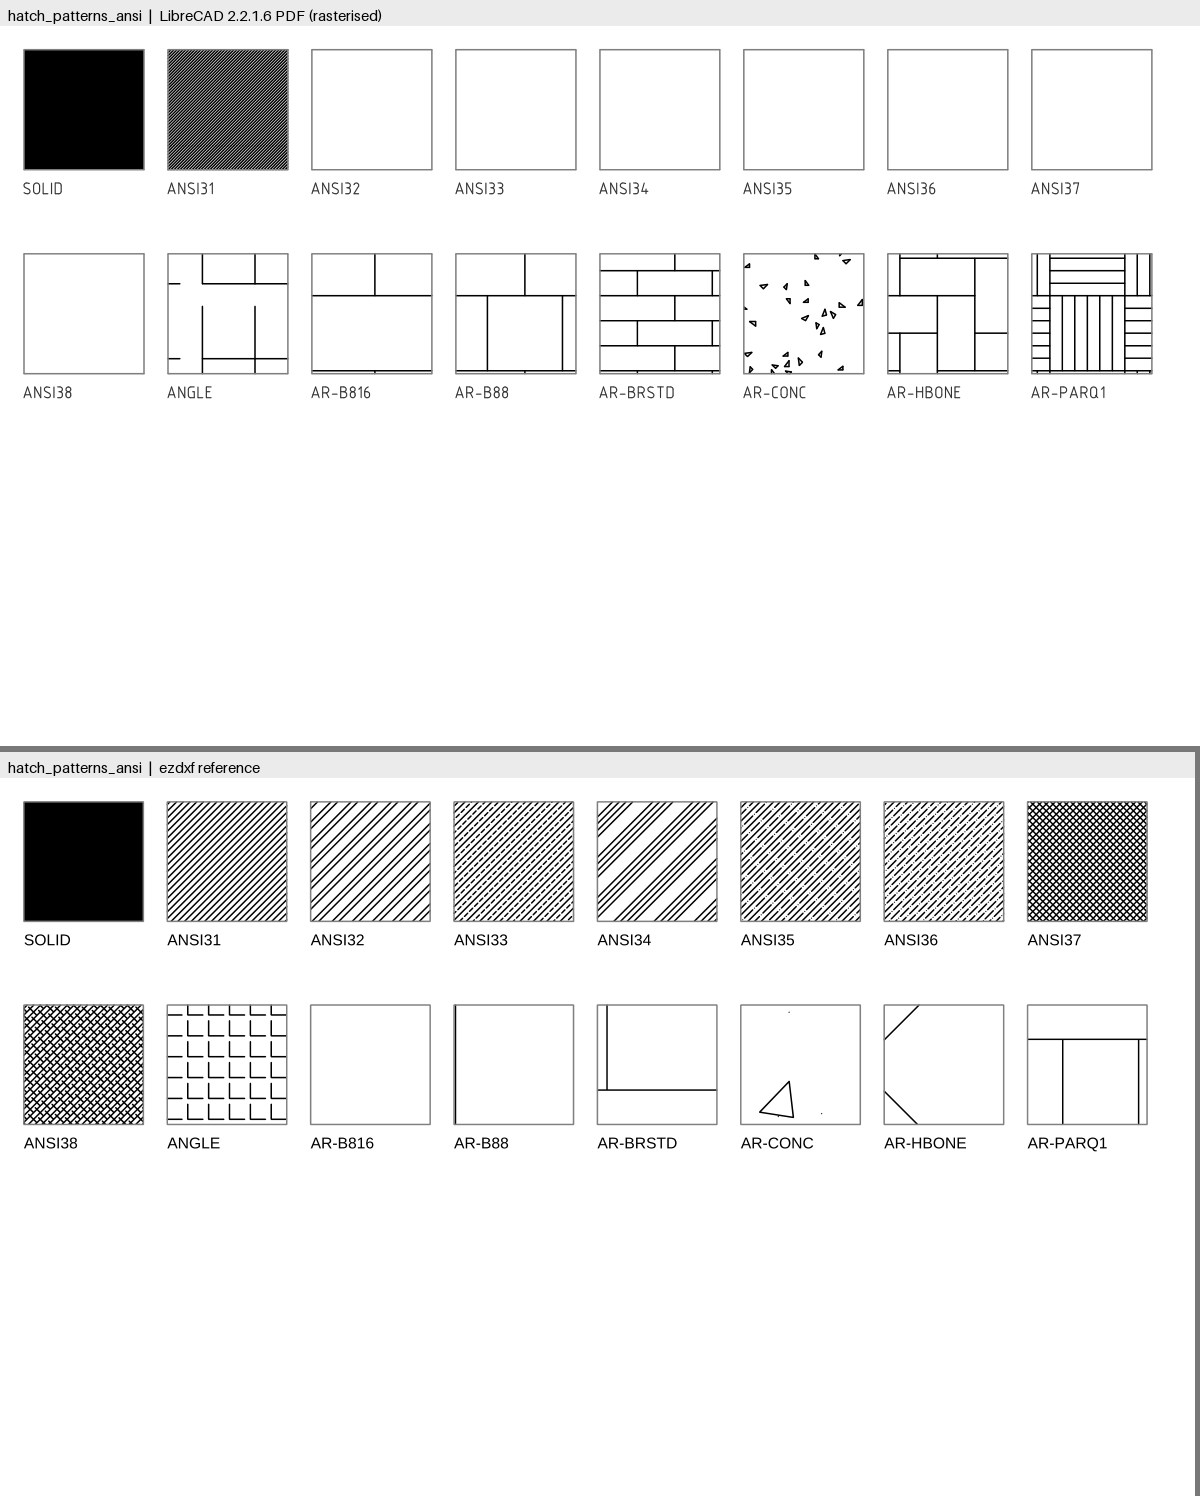 hatch_patterns_ansi | LibreCAD 2.2.1.6 PDF (rasterised)
SOLID ANSI31 ANSI32 ANSI33 ANSI34 ANSI35 ANSI36 ANSI37
ANSI38 ANGLE AR-B816 AR-B88 AR-BRSTD AR-CONC AR-HBONE AR-PARQ1
hatch_patterns_ansi | ezdxf reference
SOLID ANSI31 ANSI32 ANSI33 ANSI34 ANSI35 ANSI36 ANSI37
ANSI38 ANGLE AR-B816 AR-B88 AR-BRSTD AR-CONC AR-HBONE AR-PARQ1